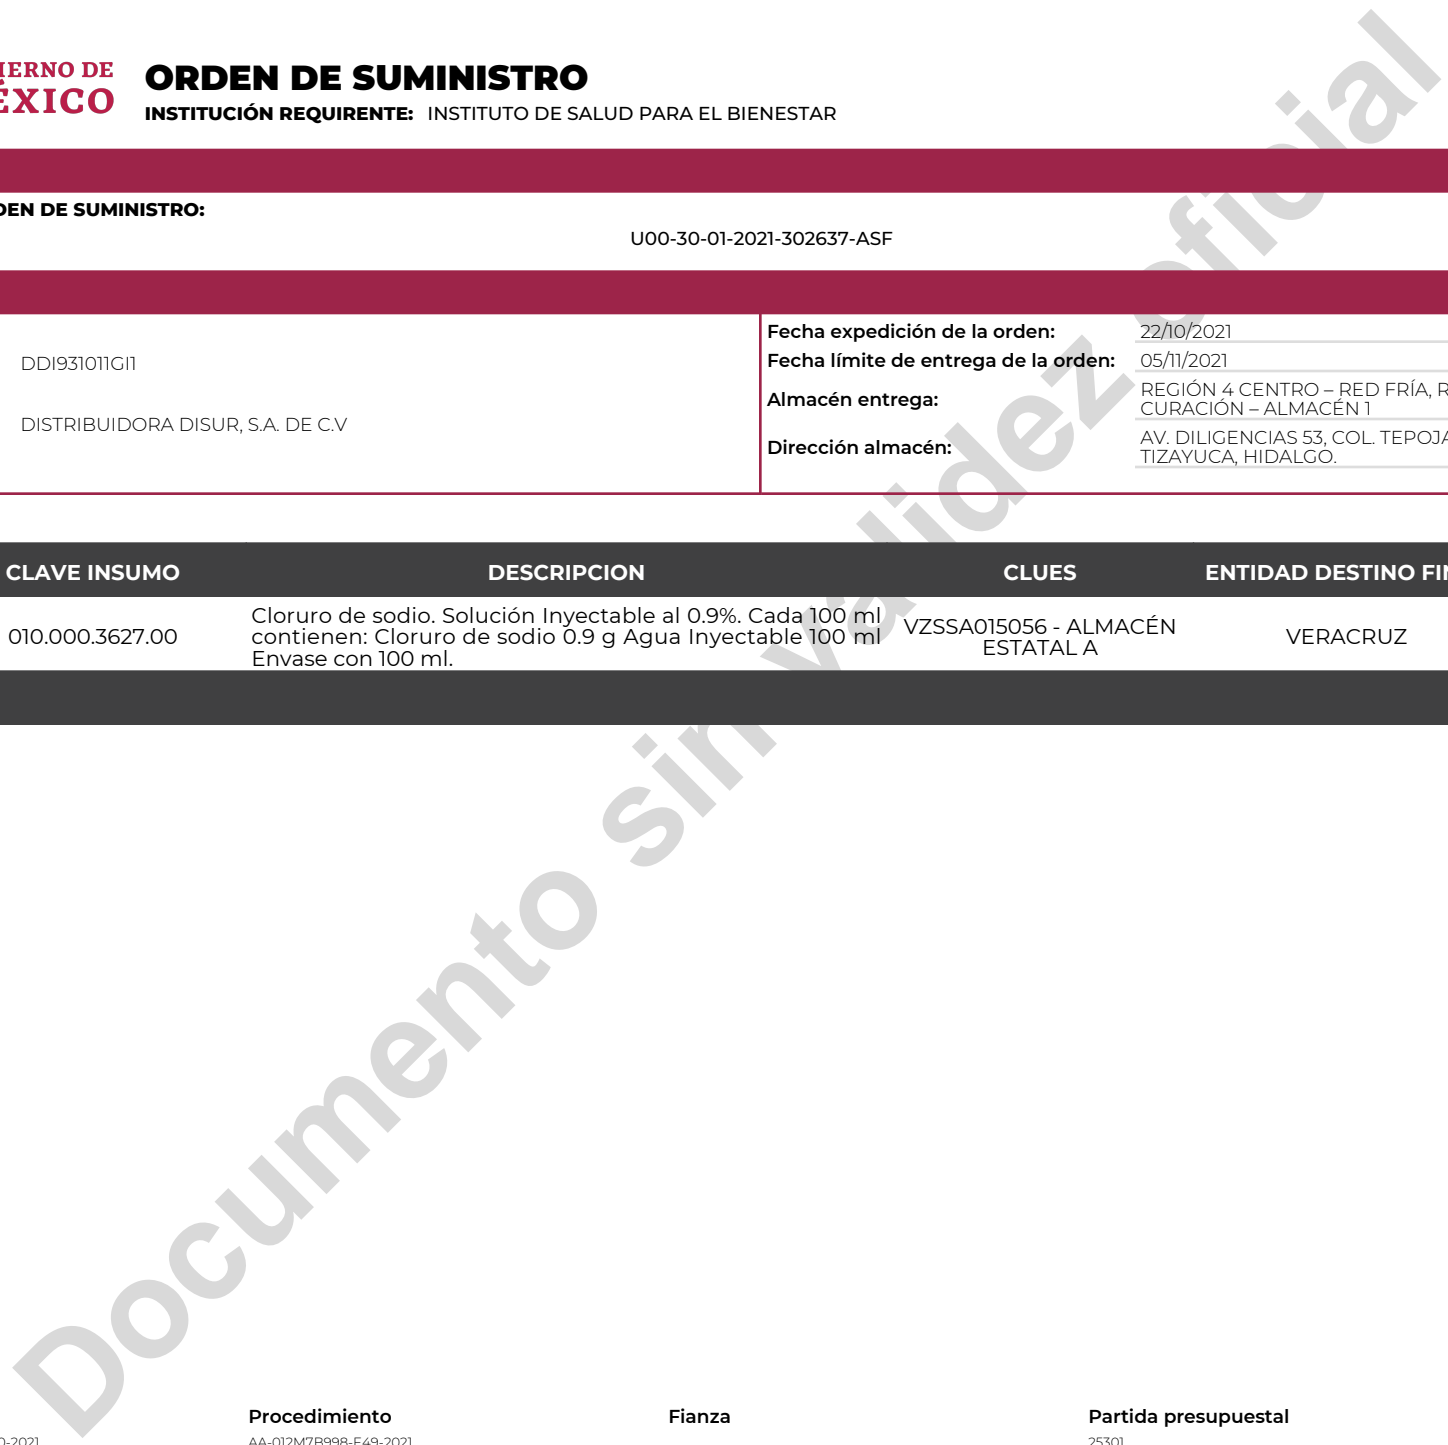 IERNO DE
ÉXICO
ORDEN DE SUMINISTRO
INSTITUCIÓN REQUIRENTE: INSTITUTO DE SALUD PARA EL BIENESTAR
DEN DE SUMINISTRO:
U00-30-01-2021-302637-ASF
DDI931011GI1
DISTRIBUIDORA DISUR, S.A. DE C.V
Fecha expedición de la orden: 22/10/2021
Fecha límite de entrega de la orden: 05/11/2021
Almacén entrega: REGIÓN 4 CENTRO – RED FRÍA, R
CURACIÓN – ALMACÉN 1
Dirección almacén: AV. DILIGENCIAS 53, COL. TEPOJA
TIZAYUCA, HIDALGO.
CLAVE INSUMO DESCRIPCION CLUES ENTIDAD DESTINO FIN
010.000.3627.00
Cloruro de sodio. Solución Inyectable al 0.9%. Cada 100 ml
contienen: Cloruro de sodio 0.9 g Agua Inyectable 100 ml
Envase con 100 ml.
VZSSA015056 - ALMACÉN
ESTATAL A
VERACRUZ
Documento sin validez oficial
Procedimiento Fianza Partida presupuestal
0-2021 AA-012M7B998-E49-2021 25301